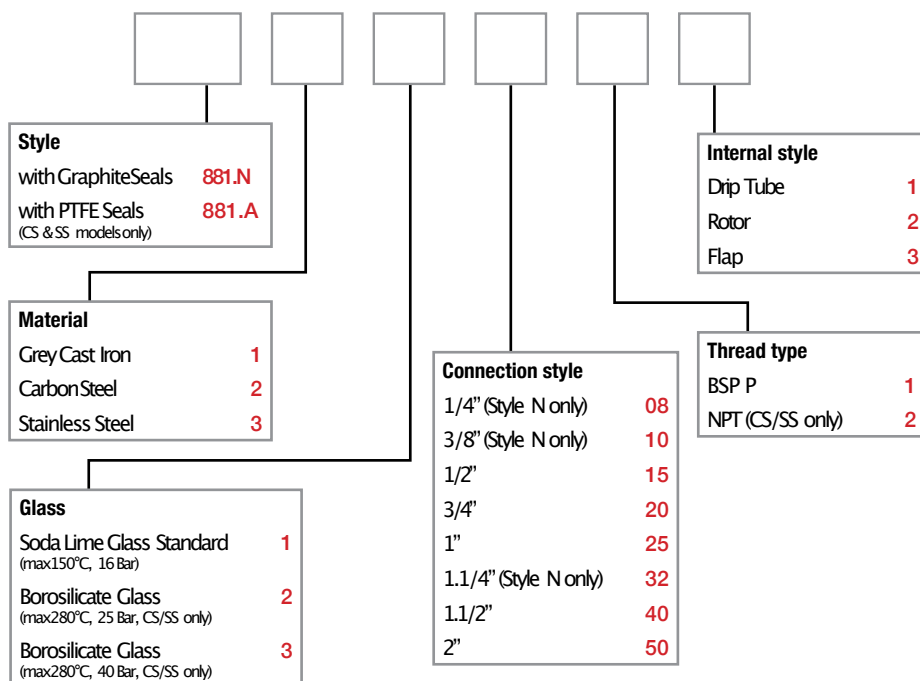 Style
with Graphite Seals 881.N
with PTFE Seals 881.A
(CS & SS models only)
Material
Grey Cast Iron 1
Carbon Steel 2
Stainless Steel 3
Glass
Soda Lime Glass Standard 1
(max150°C, 16 Bar)
Borosilicate Glass 2
(max280°C, 25 Bar, CS/SS only)
Borosilicate Glass 3
(max280°C, 40 Bar, CS/SS only)
Connection style
1/4” (Style N only) 08
3/8” (Style N only) 10
1/2” 15
3/4” 20
1” 25
1.1/4” (Style N only) 32
1.1/2” 40
2” 50
Internal style
Drip Tube 1
Rotor 2
Flap 3
Thread type
BSP P 1
NPT (CS/SS only) 2